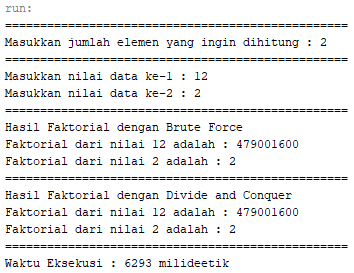 run:
=================================================
Masukkan jumlah elemen yang ingin dihitung : 2
=================================================
Masukkan nilai data ke-1 : 12
Masukkan nilai data ke-2 : 2
=================================================
Hasil Faktorial dengan Brute Force
Faktorial dari nilai 12 adalah : 479001600
Faktorial dari nilai 2 adalah : 2
=================================================
Hasil Faktorial dengan Divide and Conquer
Faktorial dari nilai 12 adalah : 479001600
Faktorial dari nilai 2 adalah : 2
=================================================
Waktu Eksekusi : 6293 milideetik